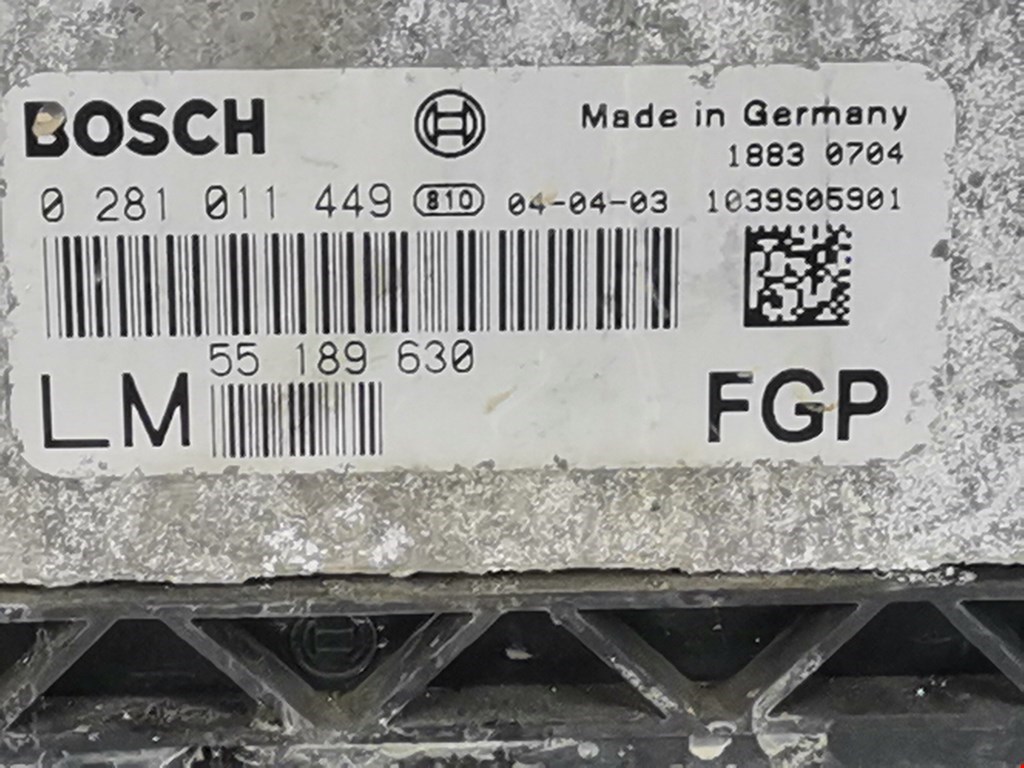 BOSCH
Made in Germany
1883 0704
0 281 011 449 810 04-04-03 1039S05901
55 189 630
LM
FGP